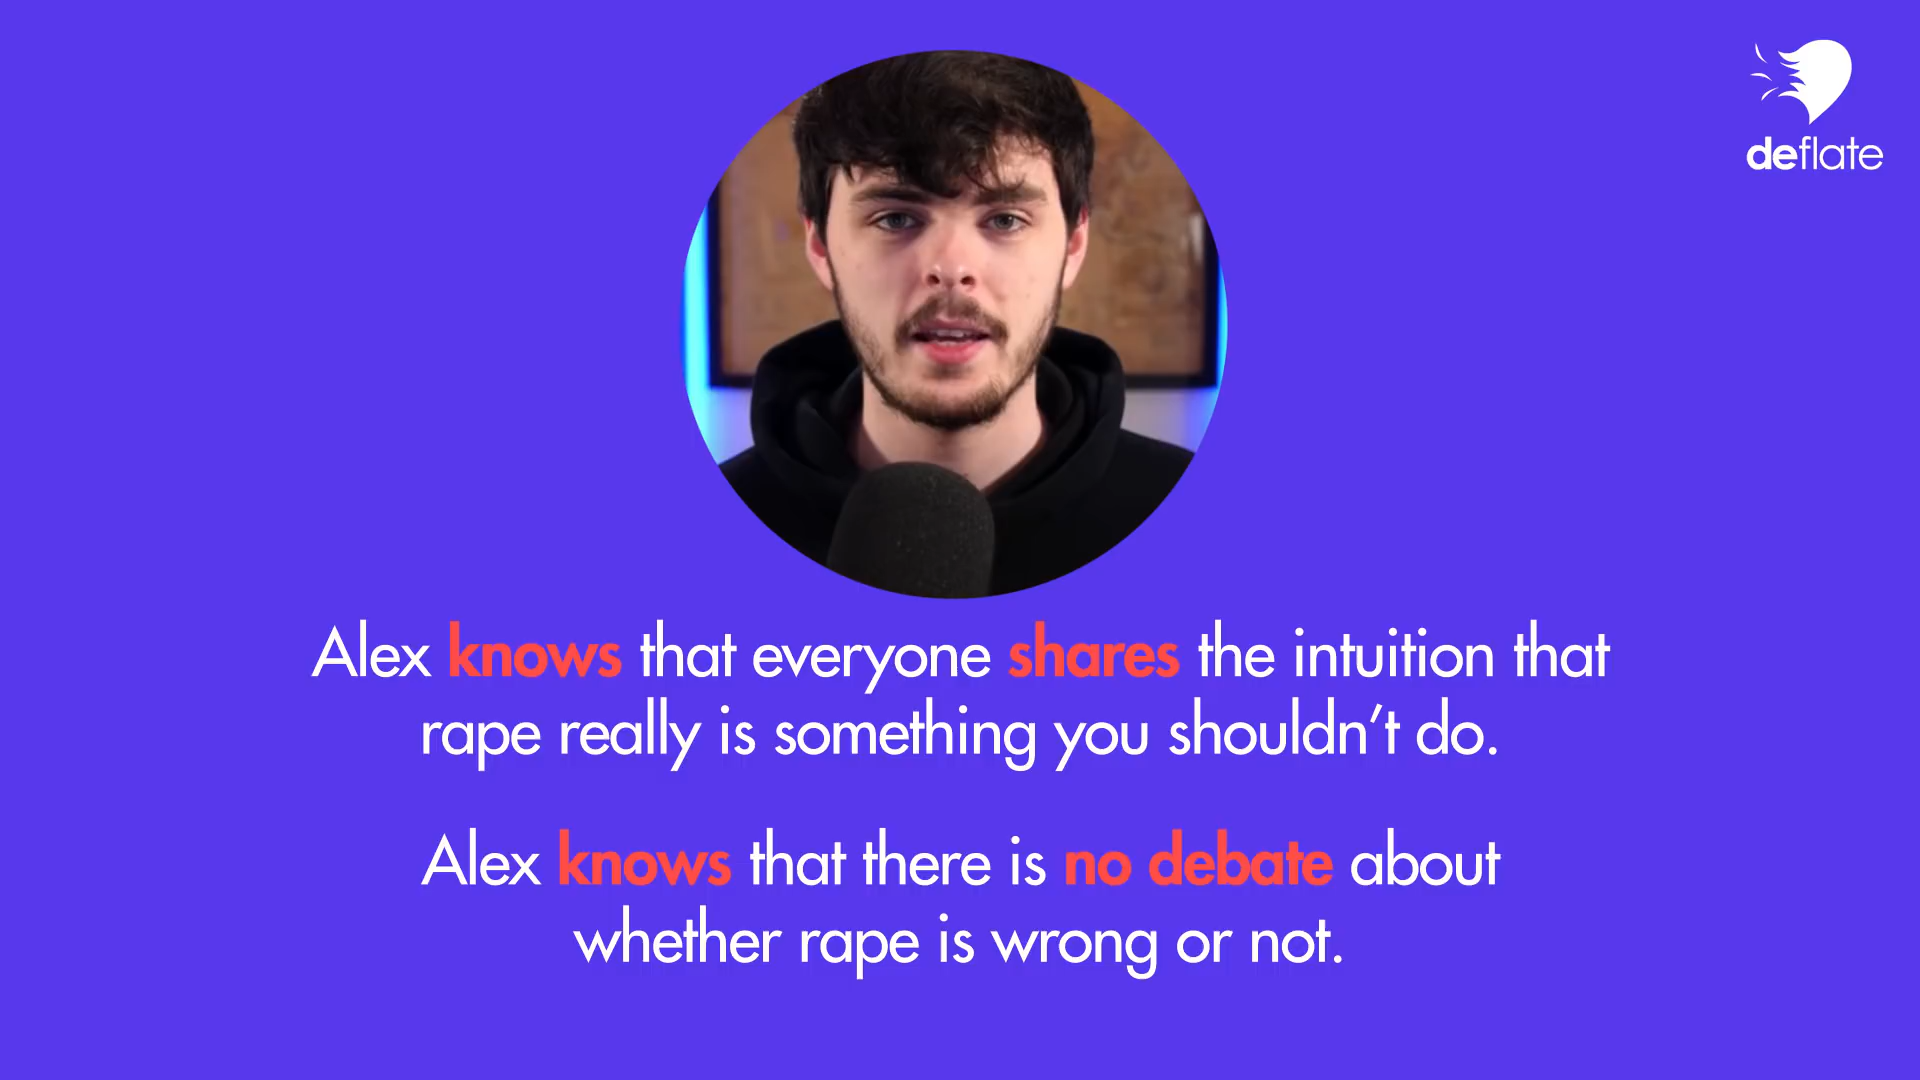 deflate
Alex knows that everyone shares the intuition that
rape really is something you shouldn't do.
Alex knows that there is no debate about
whether rape is wrong or not.